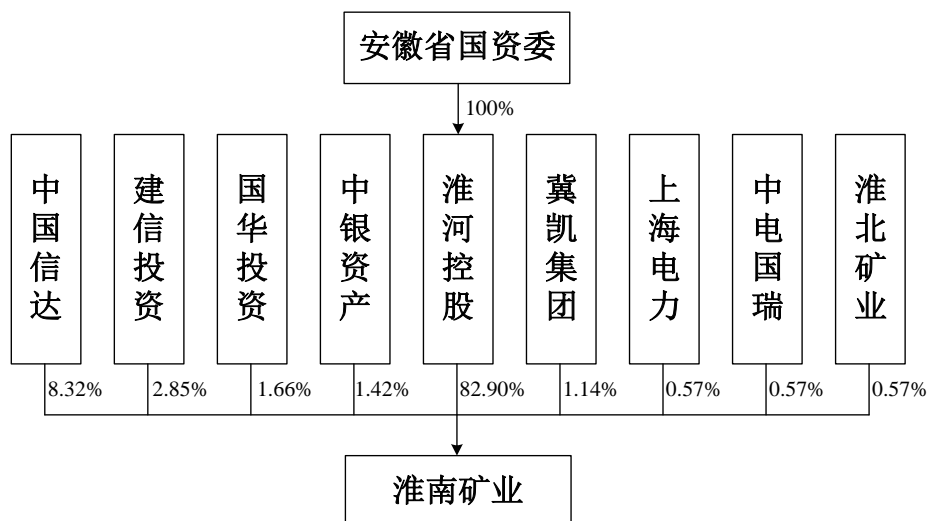 安徽省国资委
100%
中国信达
建信投资
国华投资
中银资产
淮河控股
冀凯集团
上海电力
中电国瑞
淮北矿业
8.32%
2.85%
1.66%
1.42%
82.90%
1.14%
0.57%
0.57%
0.57%
淮南矿业